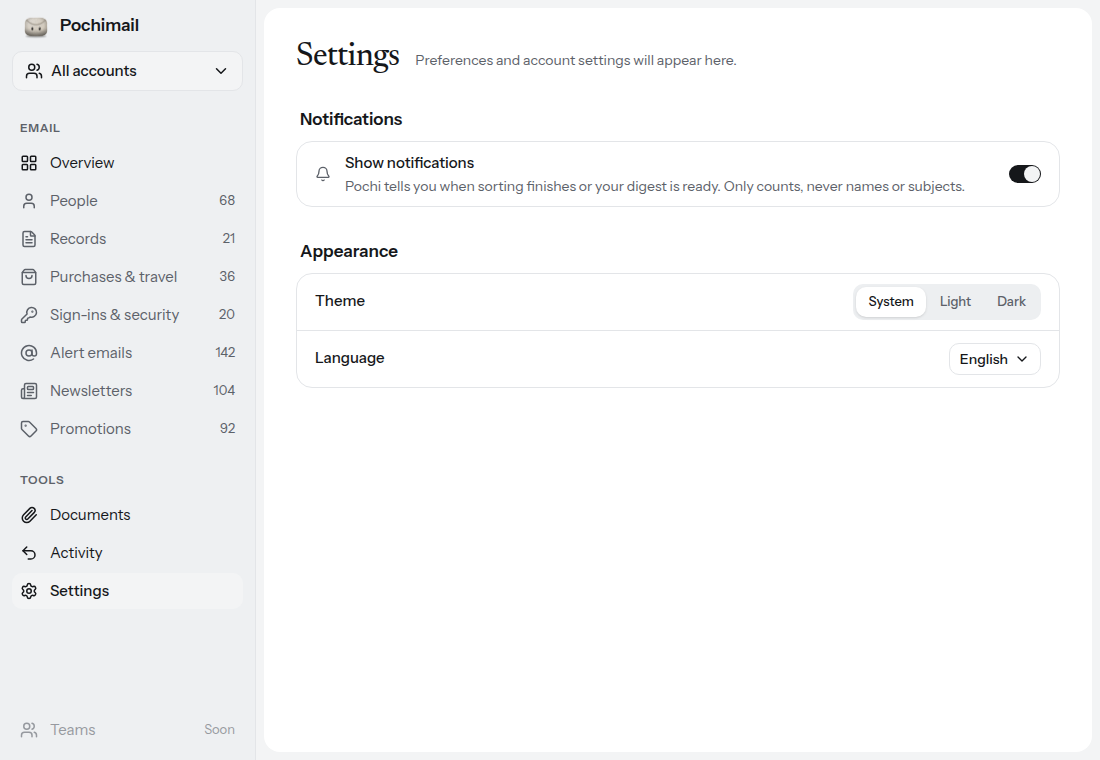 Pochimail
All accounts
EMAIL
Overview
People 68
Records 21
Purchases & travel 36
Sign-ins & security 20
Alert emails 142
Newsletters 104
Promotions 92
TOOLS
Documents
Activity
Settings
Teams Soon
Settings Preferences and account settings will appear here.
Notifications
Show notifications
Pochi tells you when sorting finishes or your digest is ready. Only counts, never names or subjects.
Appearance
Theme System Light Dark
Language English